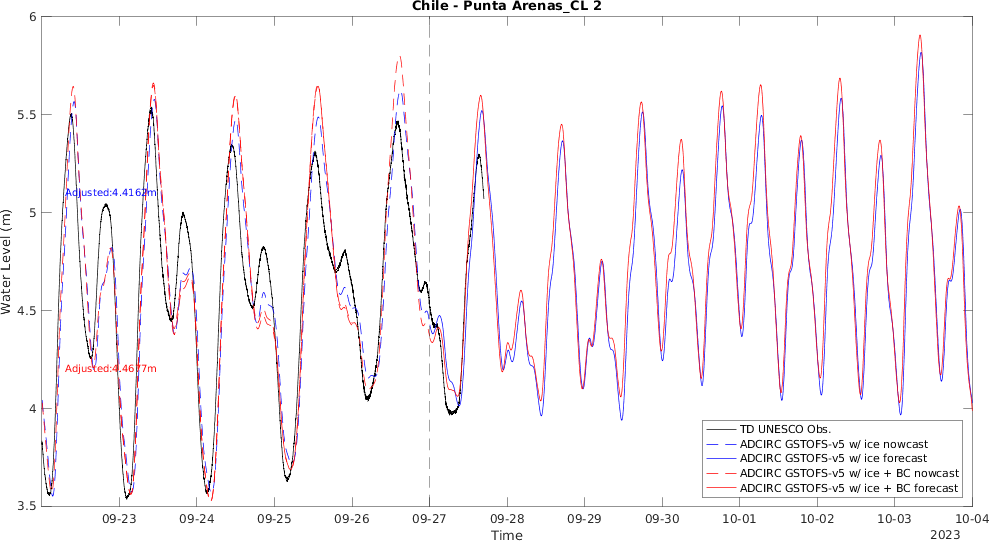 Chile - Punta Arenas_CL 2
6
5.5
5
4.5
4
3.5
Water Level (m)
Adjusted:4.4162m
Adjusted:4.4677m
TD UNESCO Obs.
ADCIRC GSTOFS-v5 w/ ice nowcast
ADCIRC GSTOFS-v5 w/ ice forecast
ADCIRC GSTOFS-v5 w/ ice + BC nowcast
ADCIRC GSTOFS-v5 w/ ice + BC forecast
09-23 09-24 09-25 09-26 09-27 09-28 09-29 09-30 10-01 10-02 10-03 10-04
Time
2023